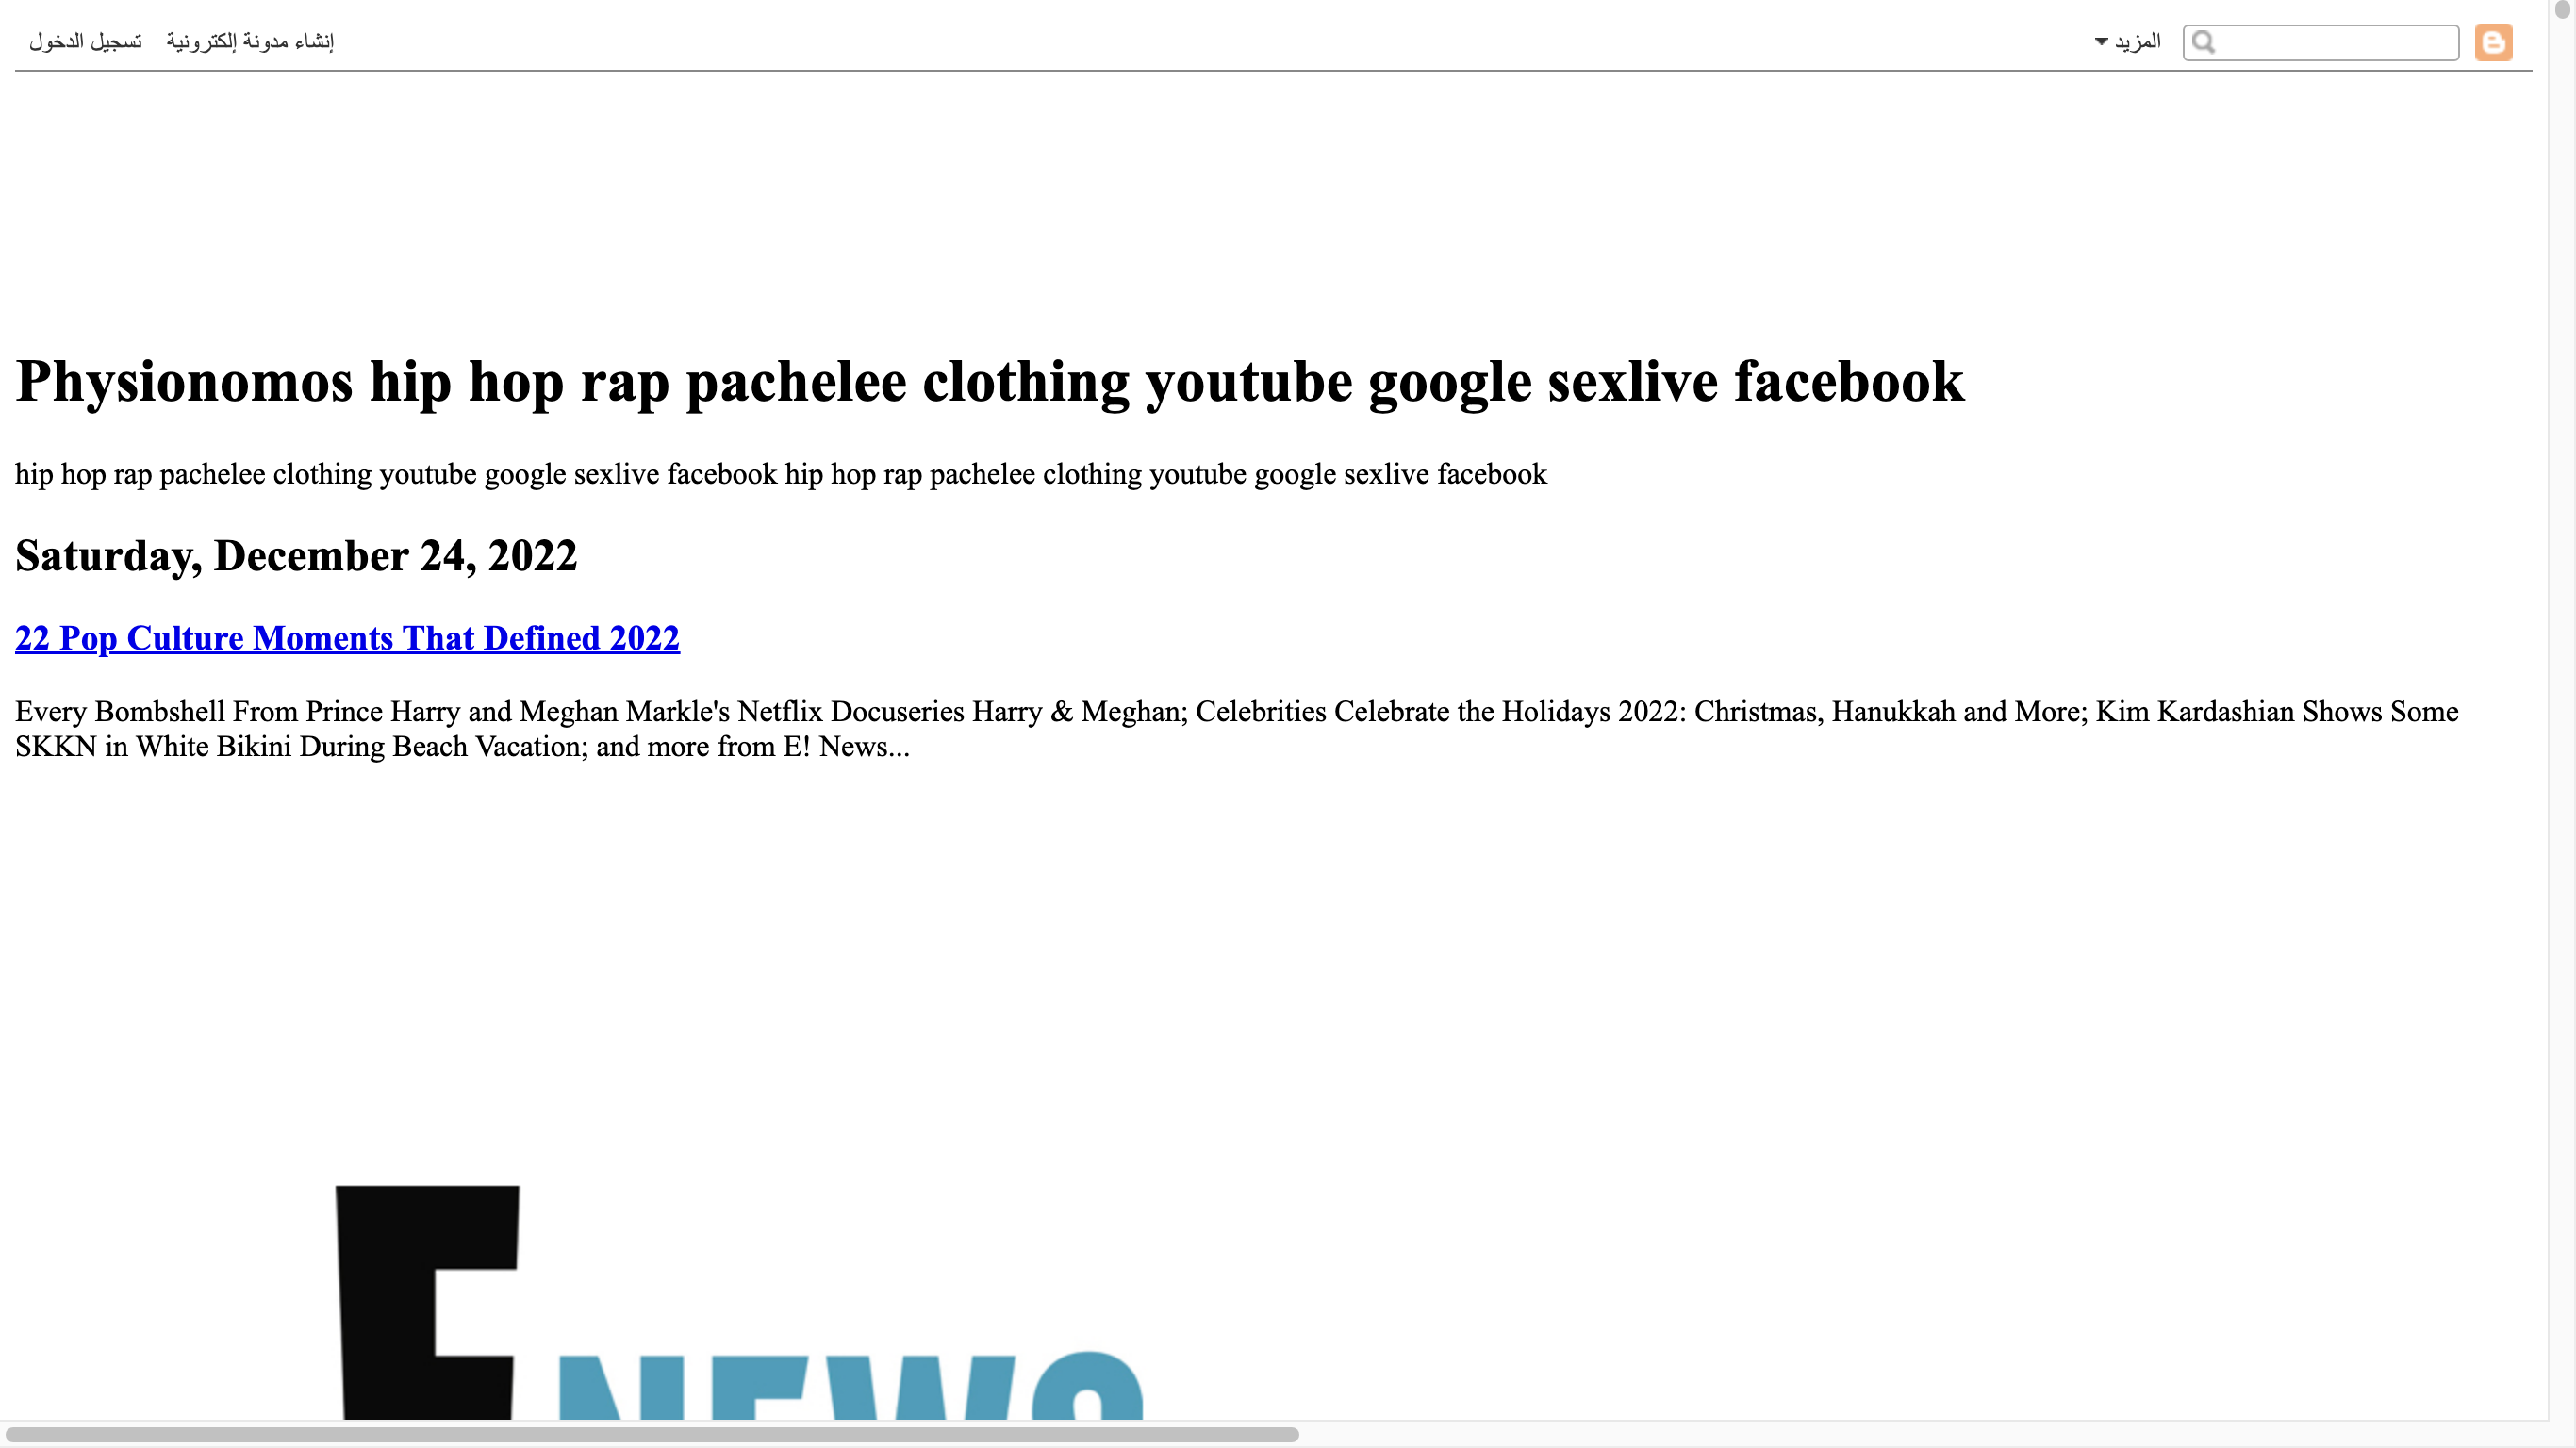 تسجيل الدخول إنشاء مدونة إلكترونية المزيد
Physionomos hip hop rap pachelee clothing youtube google sexlive facebook
hip hop rap pachelee clothing youtube google sexlive facebook hip hop rap pachelee clothing youtube google sexlive facebook
Saturday, December 24, 2022
22 Pop Culture Moments That Defined 2022
Every Bombshell From Prince Harry and Meghan Markle's Netflix Docuseries Harry & Meghan; Celebrities Celebrate the Holidays 2022: Christmas, Hanukkah and More; Kim Kardashian Shows Some
SKKN in White Bikini During Beach Vacation; and more from E! News...
E NEWS